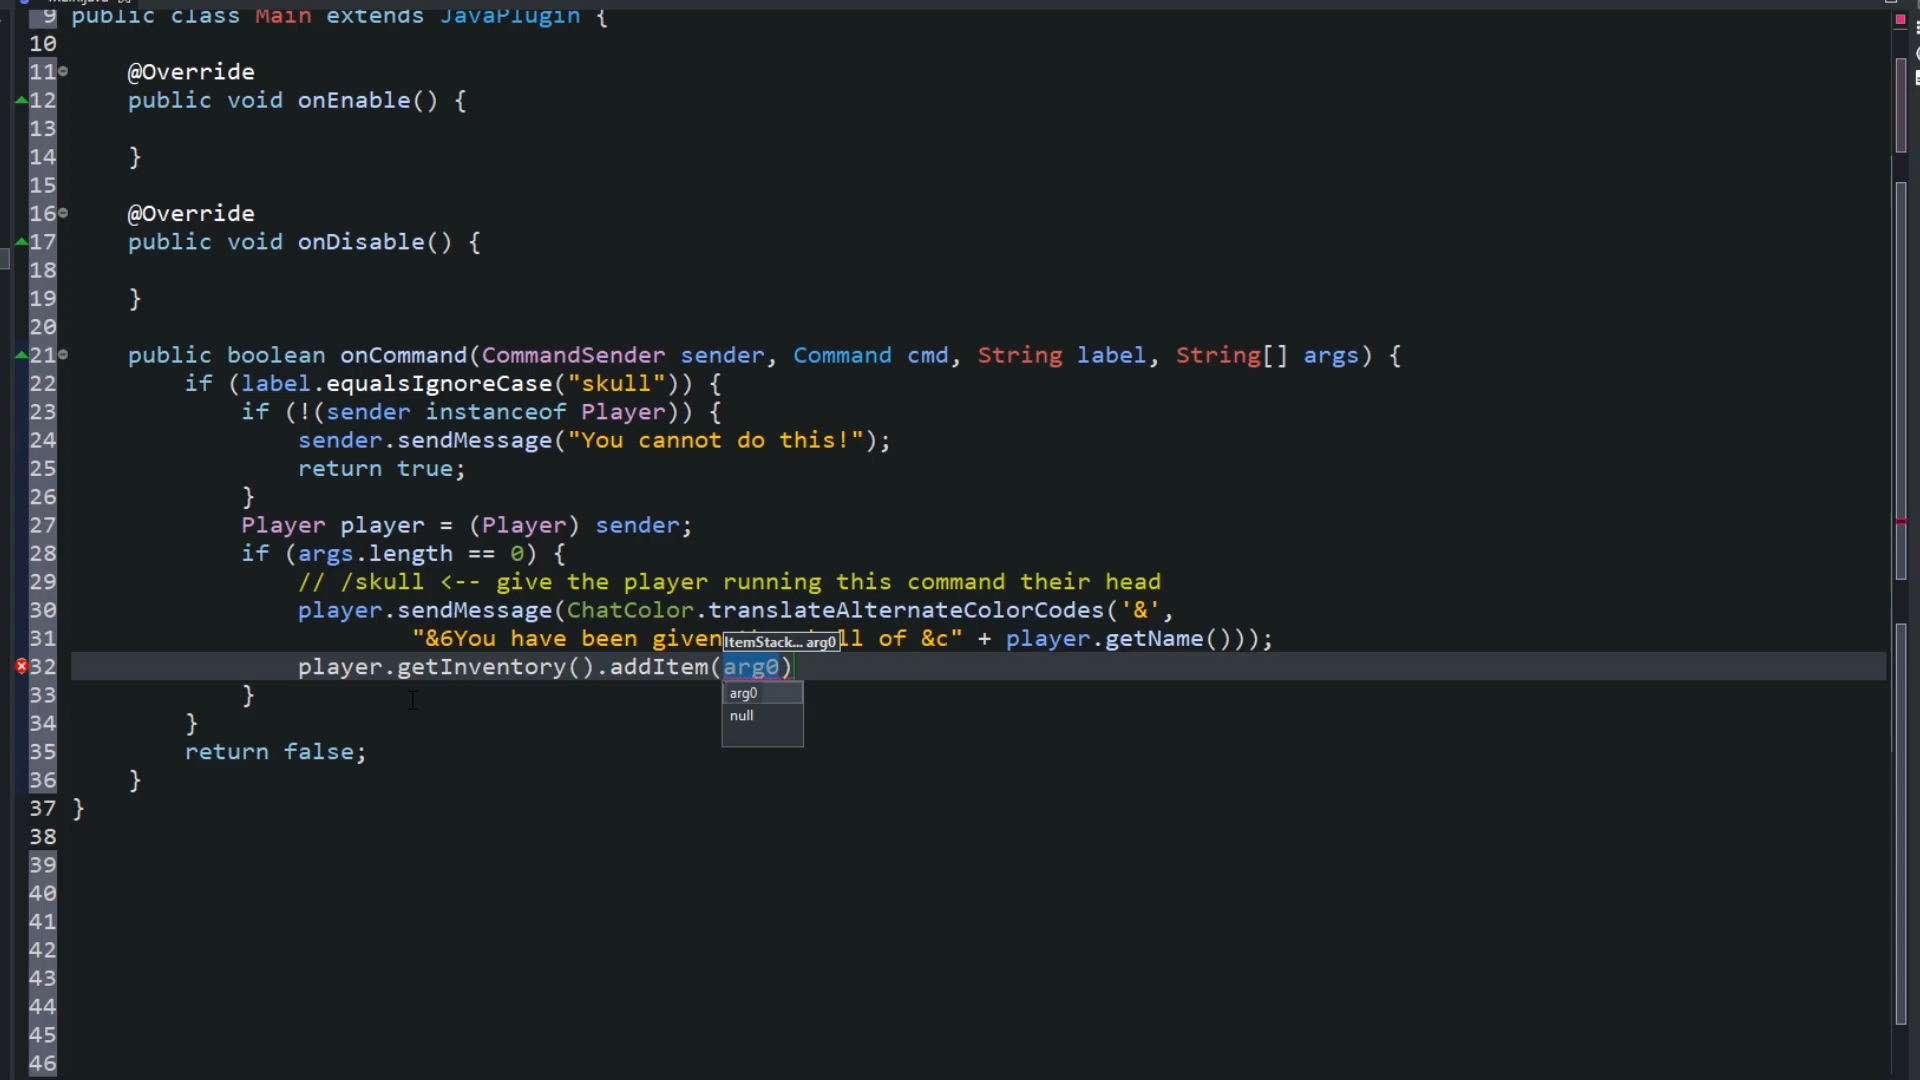 9 public class Main extends JavaPlugin {
10
11 @Override
12 public void onEnable() {
13
14 }
15
16 @Override
17 public void onDisable() {
18
19 }
20
21 public boolean onCommand(CommandSender sender, Command cmd, String label, String[] args) {
22 if (label.equalsIgnoreCase("skull")) {
23 if (!(sender instanceof Player)) {
24 sender.sendMessage("You cannot do this!");
25 return true;
26 }
27 Player player = (Player) sender;
28 if (args.length == 0) {
29 // /skull <-- give the player running this command their head
30 player.sendMessage(ChatColor.translateAlternateColorCodes('&',
31 "&6You have been given ll of &c" + player.getName()));
ItemStack... arg0
32 player.getInventory().addItem(arg0)
33 }
arg0
null
34 }
35 return false;
36 }
37 }
38
39
40
41
42
43
44
45
46